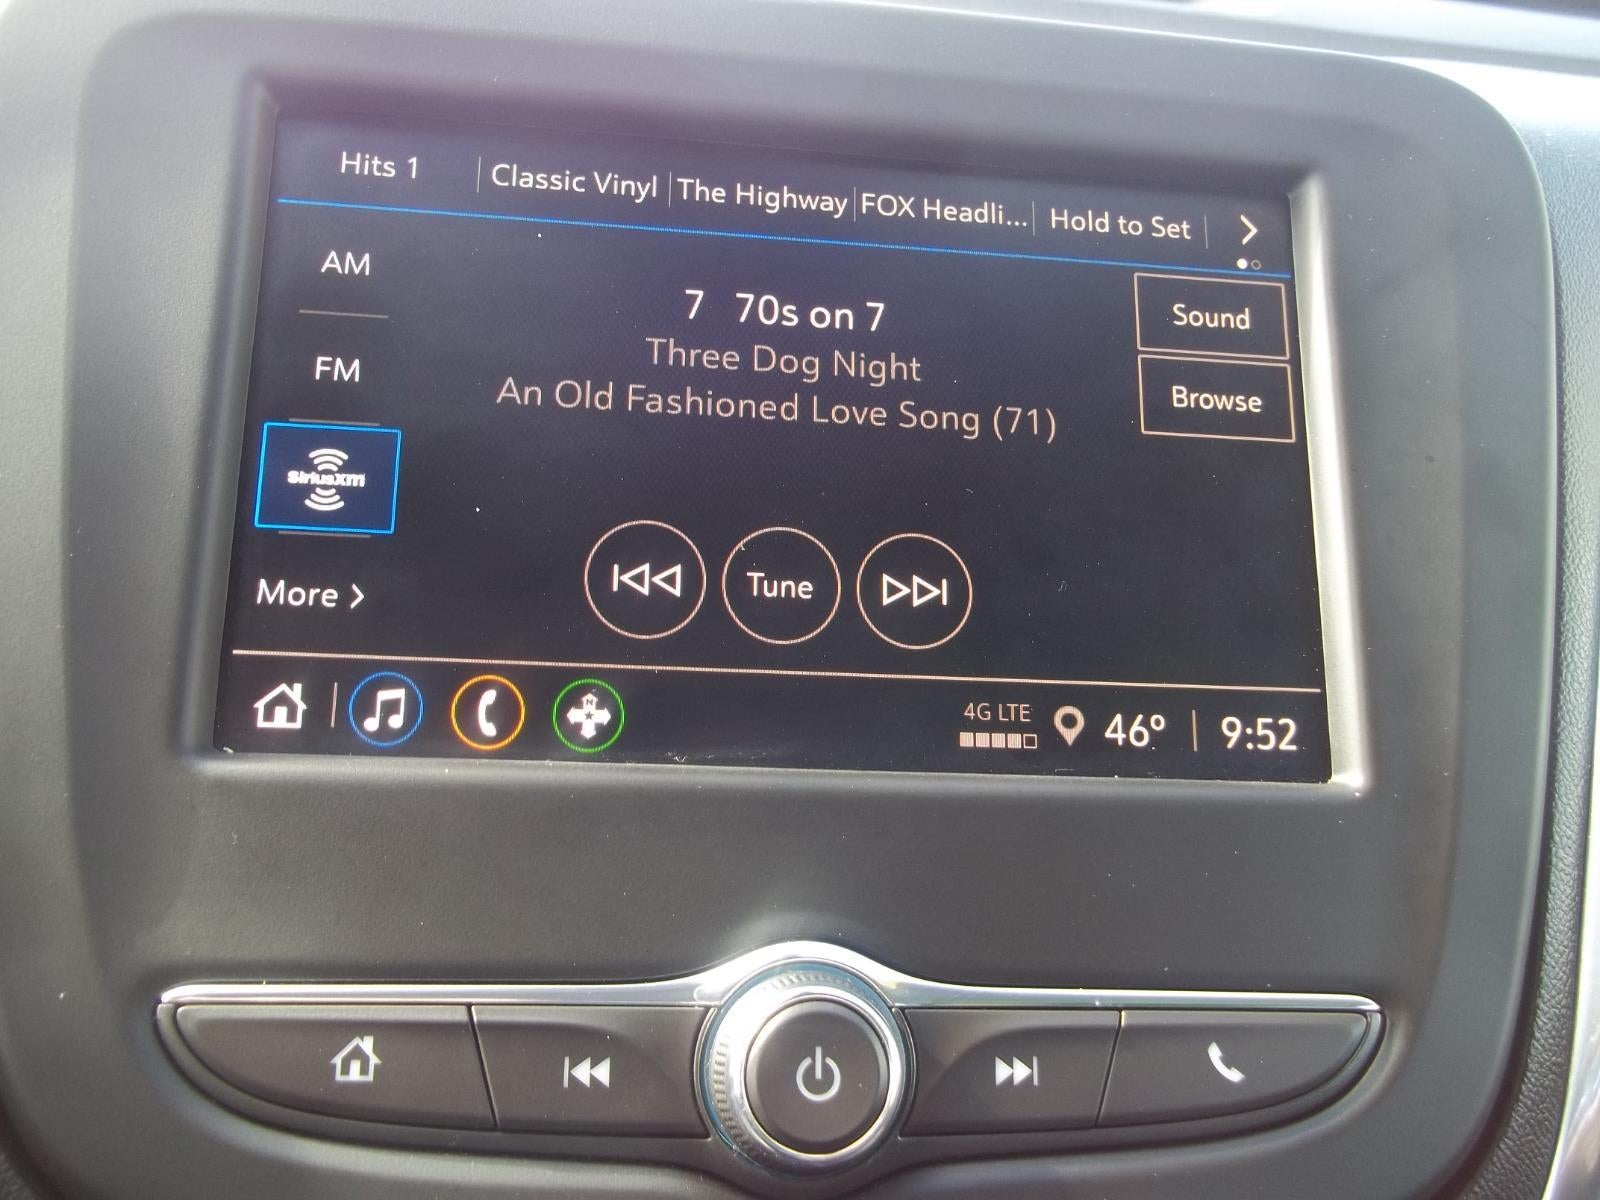 Hits 1 Classic Vinyl The Highway FOX Headli... Hold to Set
AM
FM
SiriusXM
More
7 70s on 7
Three Dog Night
An Old Fashioned Love Song (71)
Sound
Browse
Tune
N
4G LTE
46° 9:52